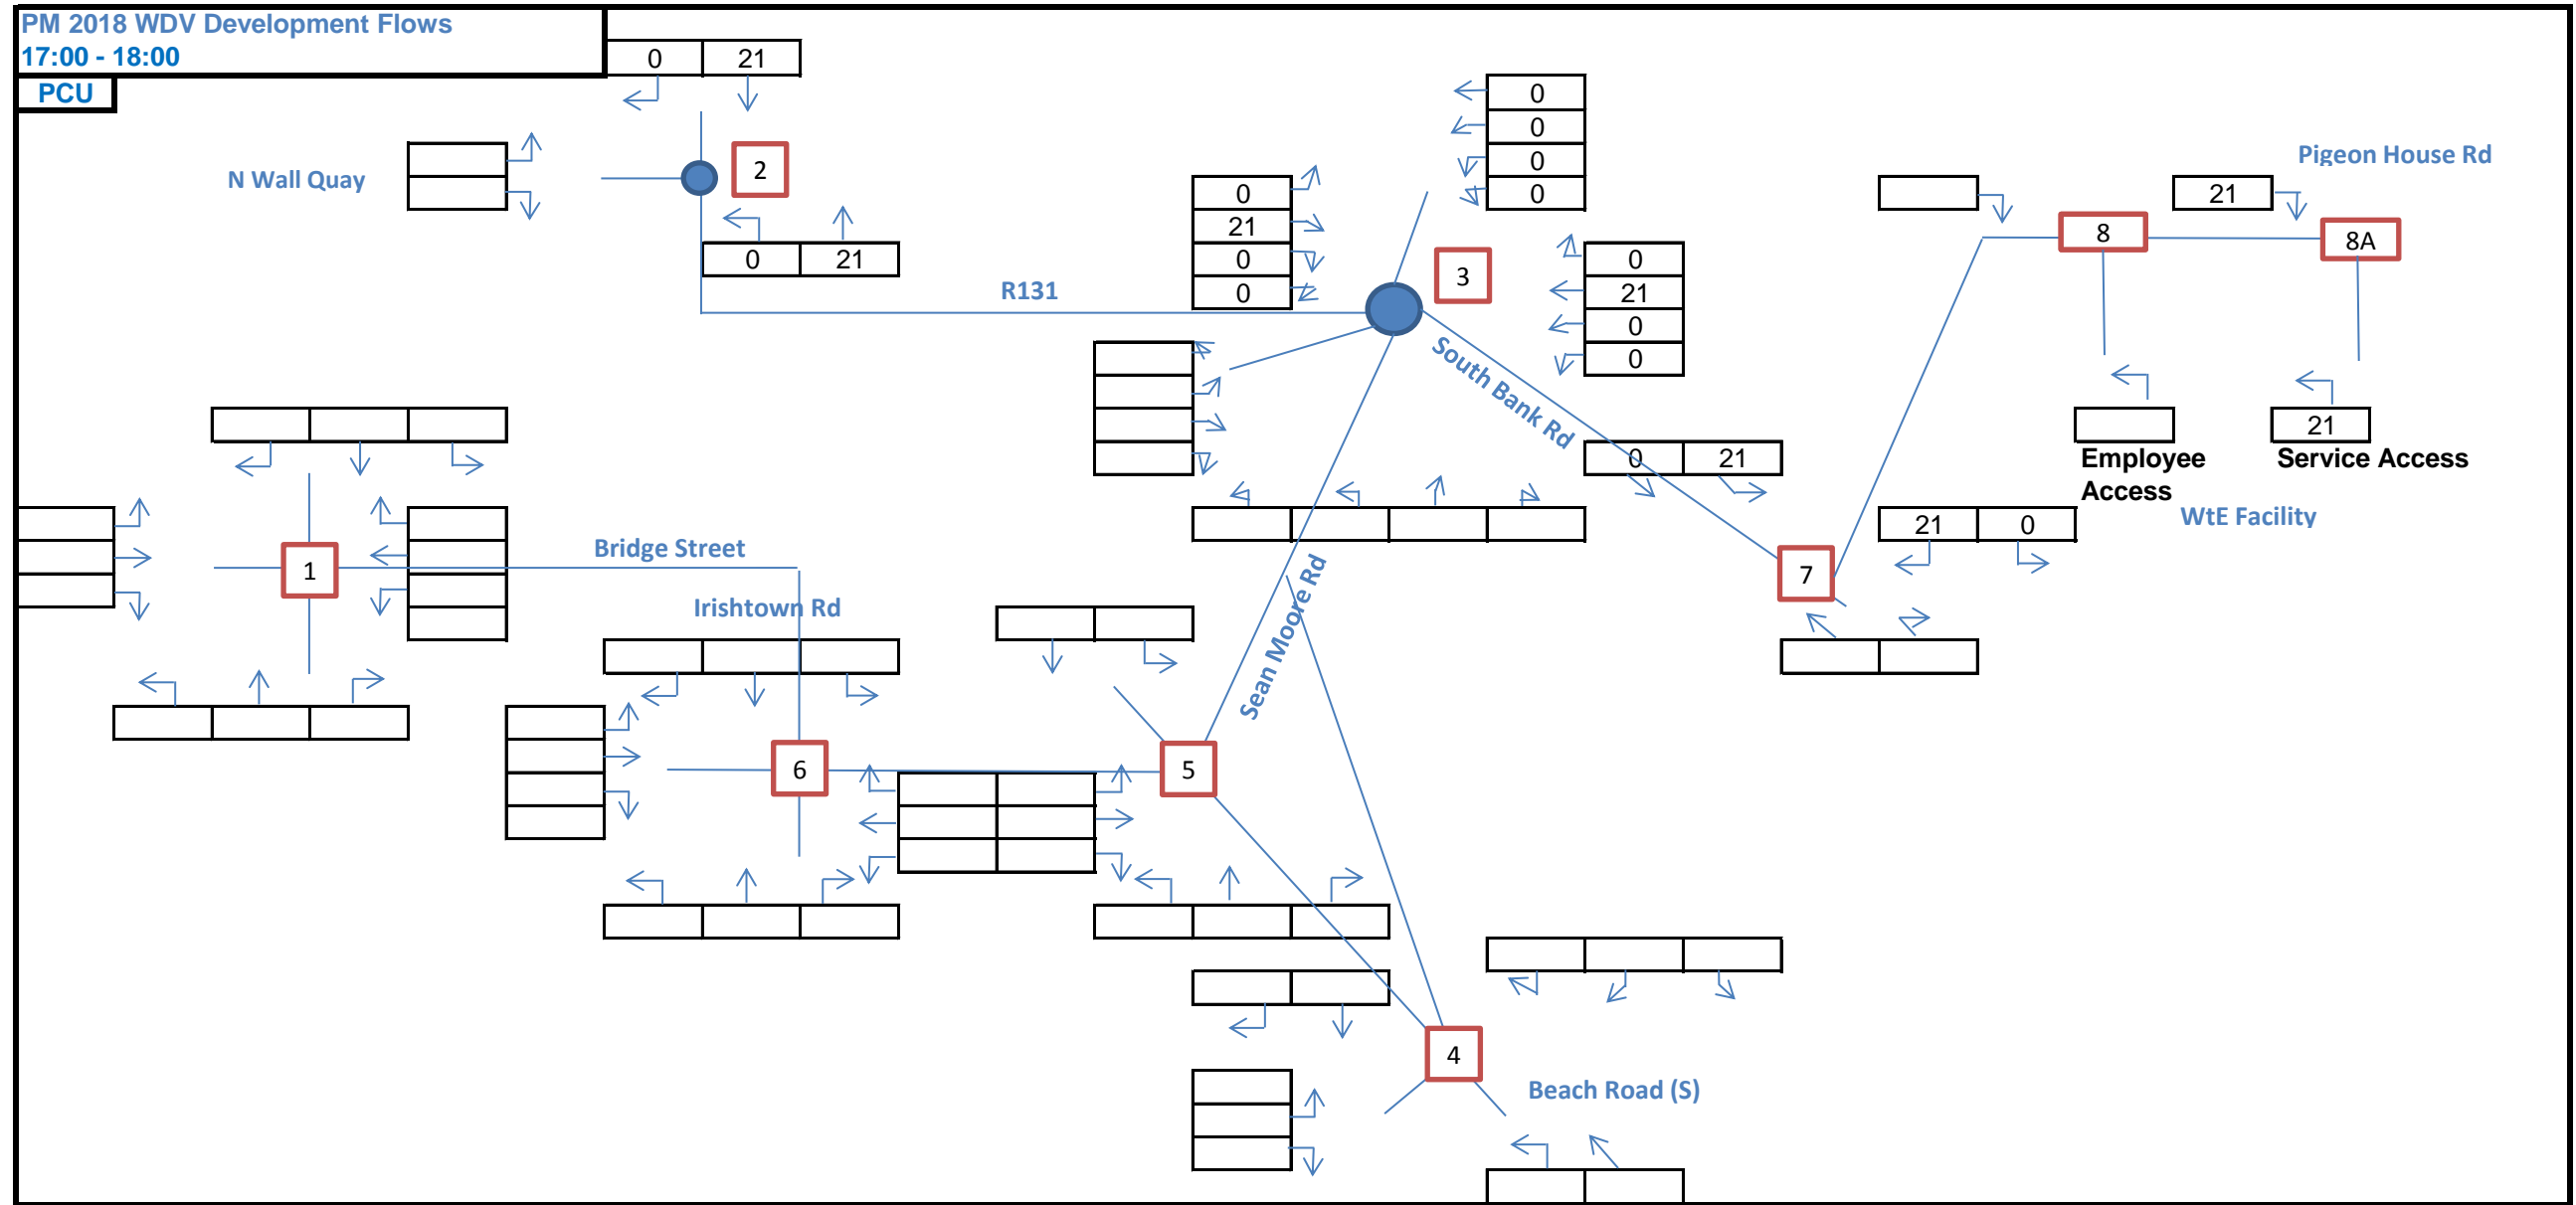 PM 2018 WDV Development Flows
17:00 - 18:00
PCU
0 21
0
0
0
0
Pigeon House Rd
N Wall Quay
2
0
21
0
0
21
8
8A
0 21
R131
3
0
21
0
0
South Bank Rd
21
0 21
Employee
Access
Service Access
WtE Facility
21 0
1
Bridge Street
7
Irishtown Rd
Sean Moore Rd
6
5
4
Beach Road (S)